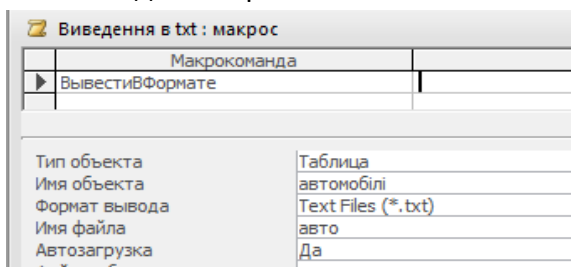 Виведення в txt : макрос
Макрокоманда
ВывестиВФормате
Тип объекта Таблица
Имя объекта автомобілі
Формат вывода Text Files (*.txt)
Имя файла авто
Автозагрузка Да